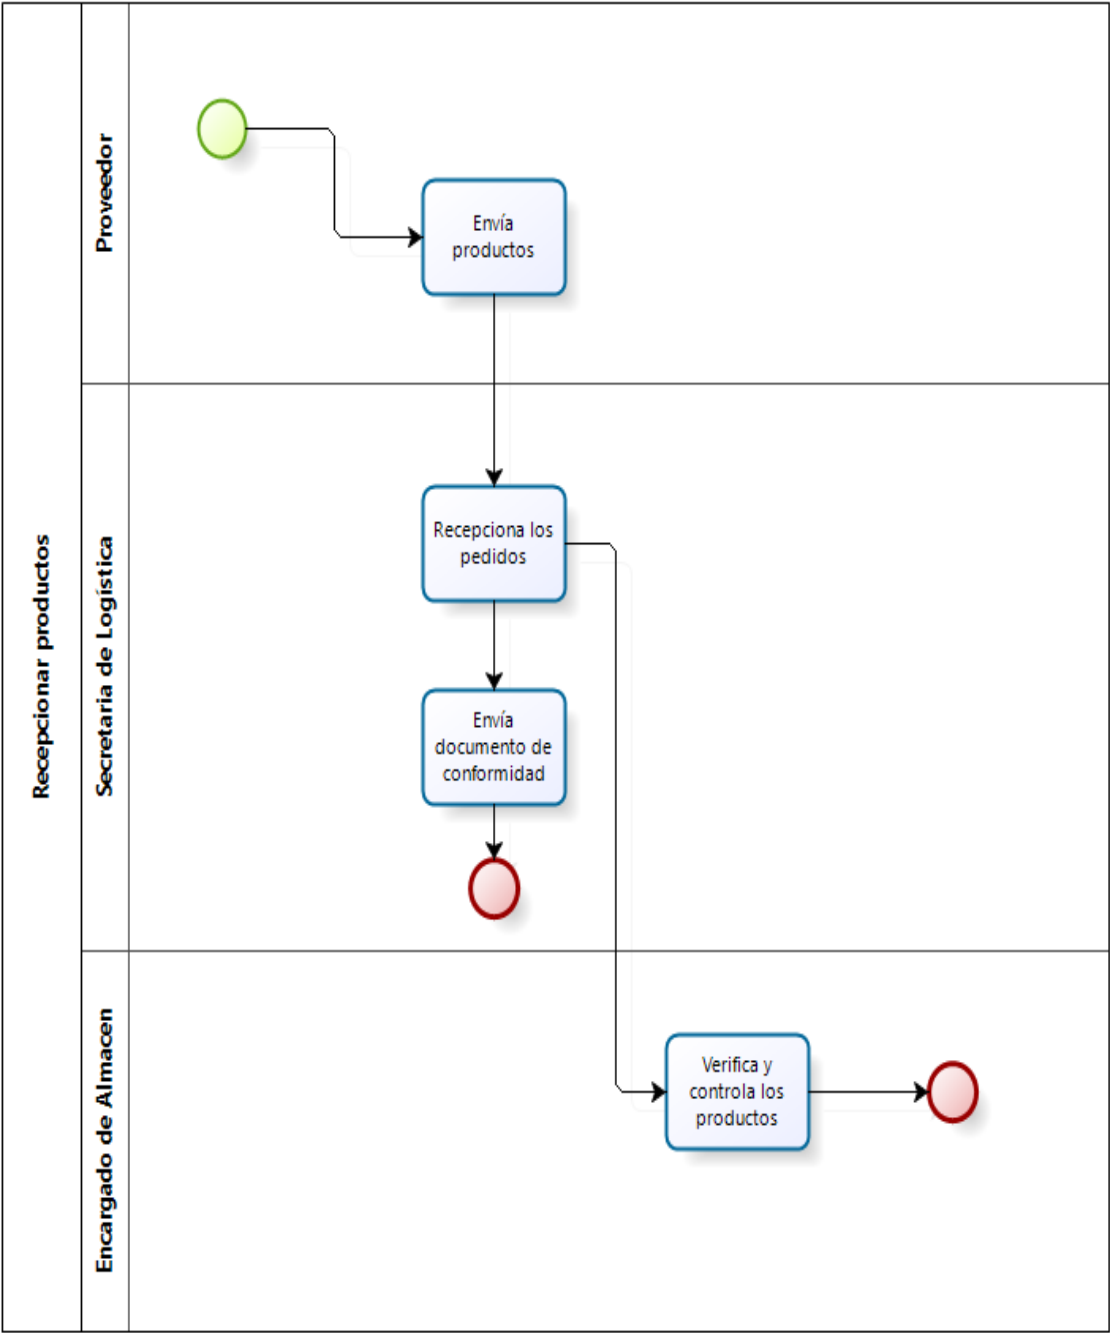 Recepcionar productos
Proveedor
Envía
productos
Secretaria de Logística
Recepciona los
pedidos
Envía
documento de
conformidad
Encargado de Almacen
Verifica y
controla los
productos